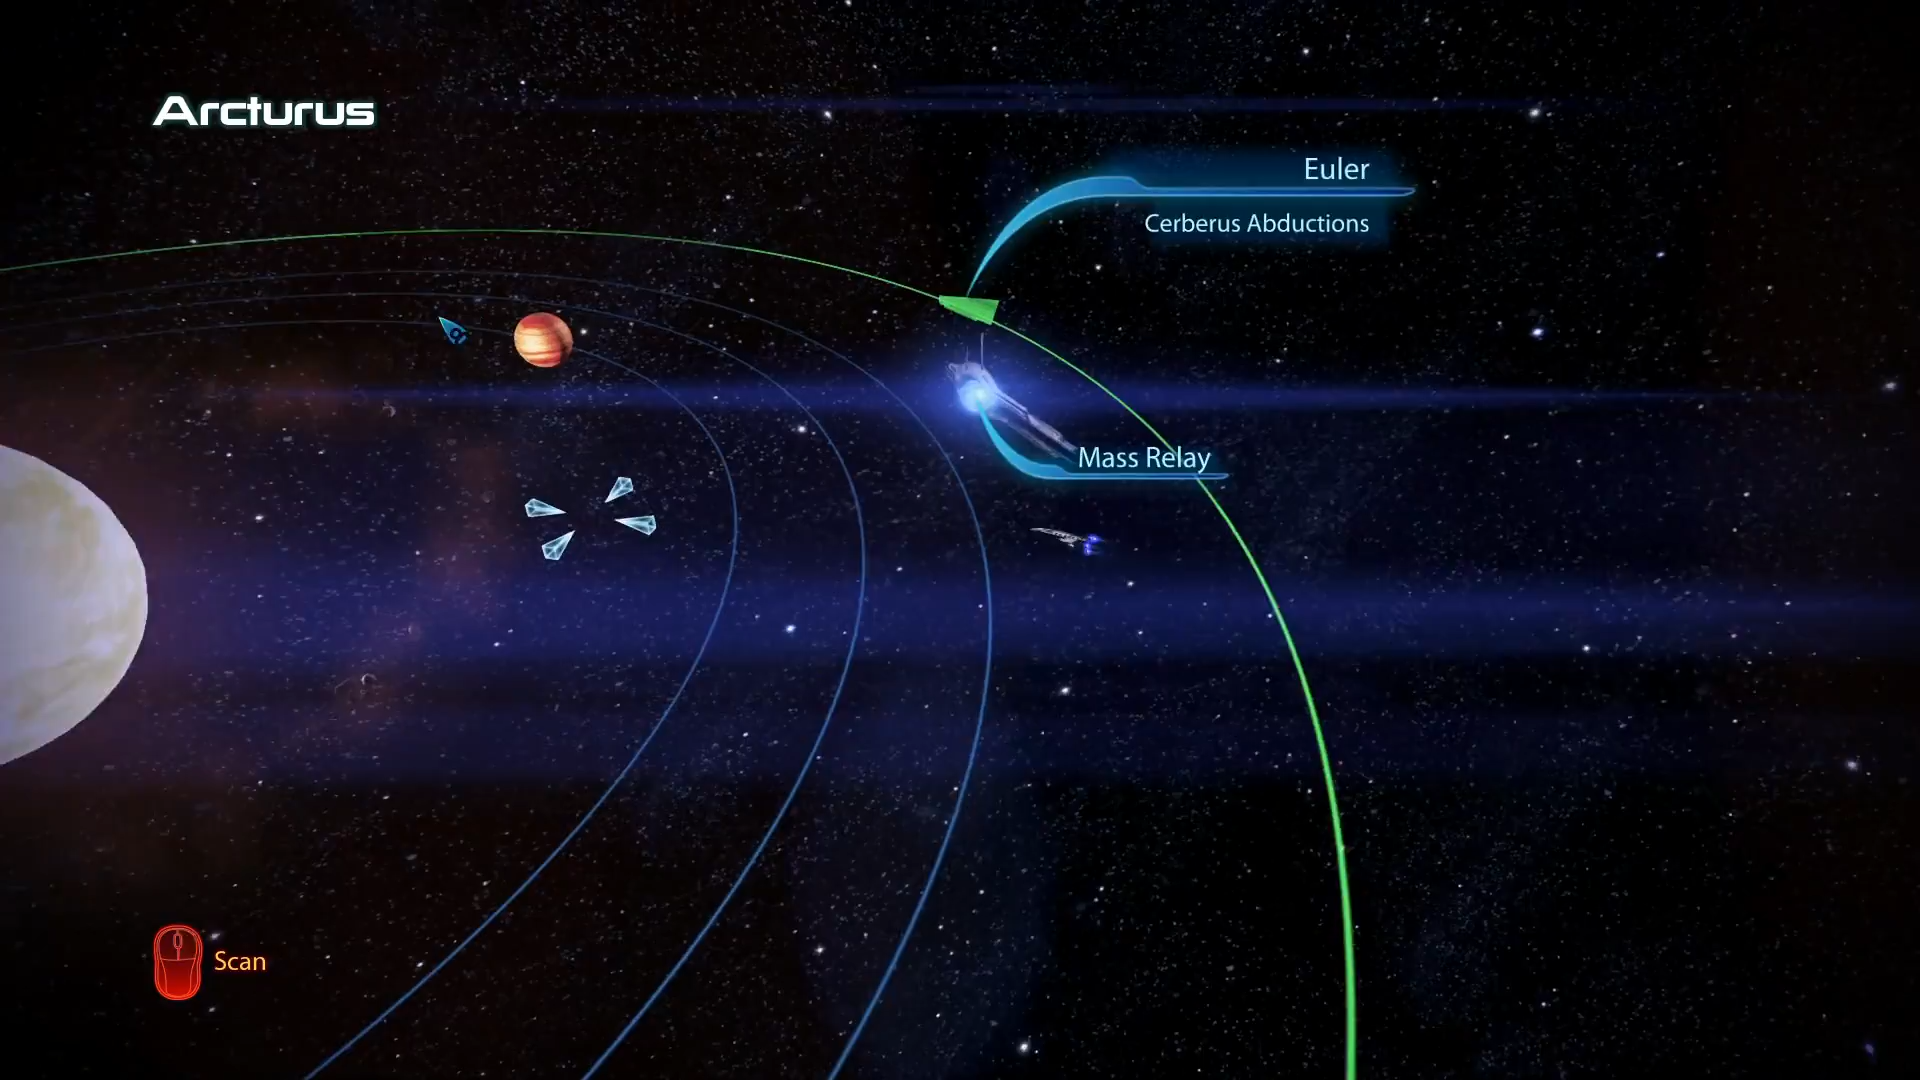 Arcturus
Euler
Cerberus Abductions
Mass Relay
Scan